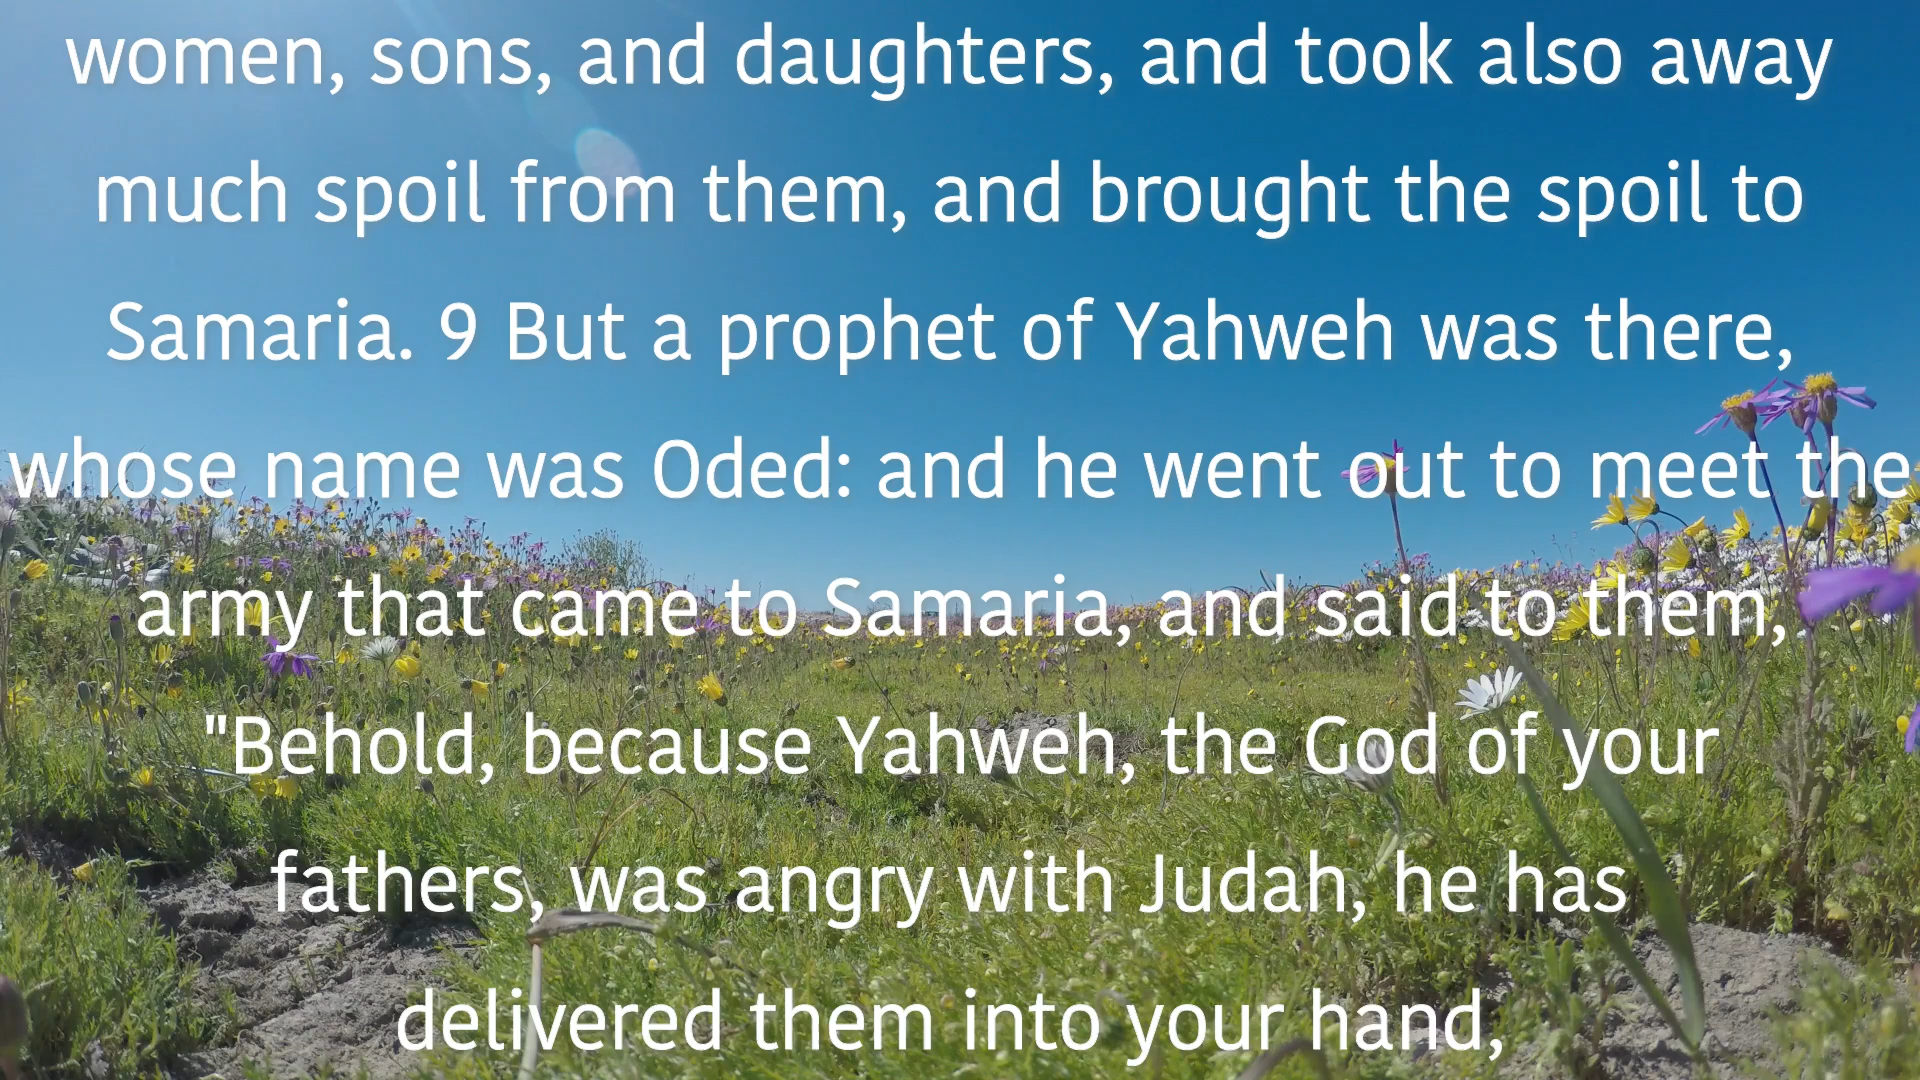 women, sons, and daughters, and took also away
much spoil from them, and brought the spoil to
Samaria. 9 But a prophet of Yahweh was there,
whose name was Oded: and he went out to meet the
army that came to Samaria, and said to them,
"Behold, because Yahweh, the God of your
fathers, was angry with Judah, he has
delivered them into your hand,